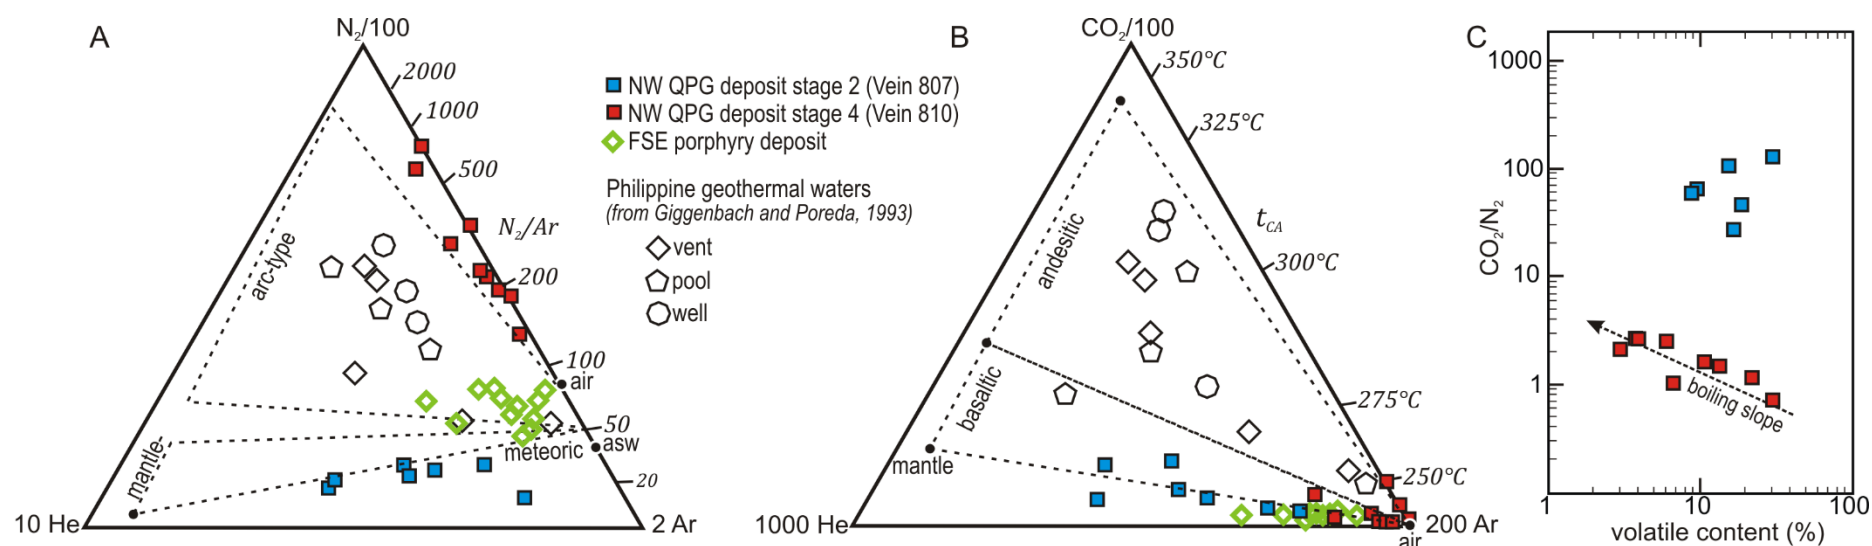 A
N₂/100
2000
1000
500
N₂/Ar
200
100
air
50
asw
meteoric
20
arc-type
mantle
10 He
2 Ar
NW QPG deposit stage 2 (Vein 807)
NW QPG deposit stage 4 (Vein 810)
FSE porphyry deposit
Philippine geothermal waters
(from Giggenbach and Poreda, 1993)
vent
pool
well
B
CO₂/100
350°C
325°C
t_CA
300°C
275°C
250°C
andesitic
basaltic
mantle
1000 He
200 Ar
air
C
1000
100
10
1
CO₂/N₂
boiling slope
1
10
100
volatile content (%)